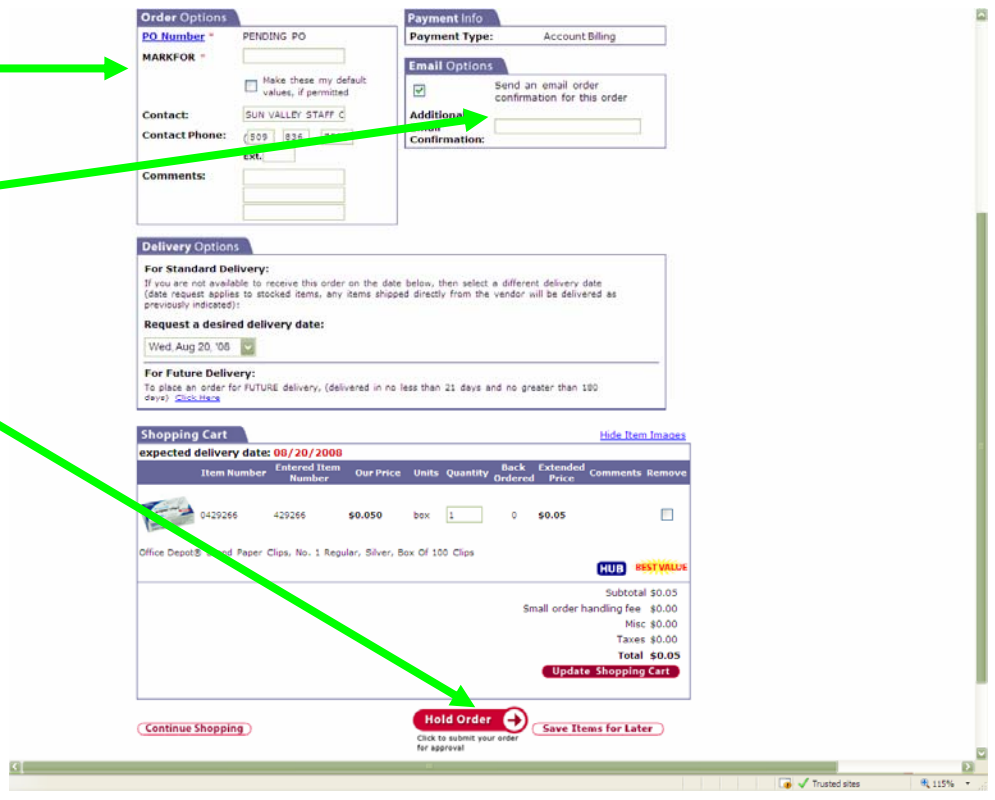 Order Options
PO Number * PENDING PO
MARKFOR *
Make these my default
values, if permitted
Contact: SUN VALLEY STAFF C
Contact Phone: (509 836
Ext.
Comments:
Payment Info
Payment Type: Account Billing
Email Options
Send an email order
confirmation for this order
Additional
Email
Confirmation:
Delivery Options
For Standard Delivery:
If you are not available to receive this order on the date below, then select a different delivery date
(date request applies to stocked items, any items shipped directly from the vendor will be delivered as
previously indicated):
Request a desired delivery date:
Wed, Aug 20, '08
For Future Delivery:
To place an order for FUTURE delivery, (delivered in no less than 21 days and no greater than 180
days) Click Here
Shopping Cart
Hide Item Images
expected delivery date: 08/20/2008
Item Number Entered Item Number Our Price Units Quantity Back Ordered Extended Price Comments Remove
0429266 429266 $0.050 box 1 0 $0.05
Office Depot® Brand Paper Clips, No. 1 Regular, Silver, Box Of 100 Clips
HUB BEST VALUE
Subtotal $0.05
Small order handling fee $0.00
Misc $0.00
Taxes $0.00
Total $0.05
Update Shopping Cart
Continue Shopping
Hold Order
Click to submit your order
for approval
Save Items for Later
Trusted sites
115%